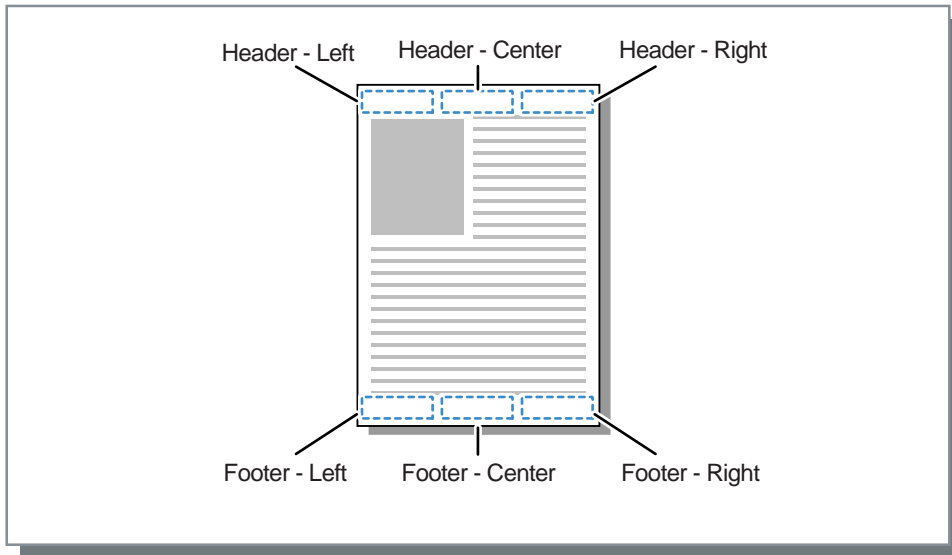 Header - Left Header - Center Header - Right
Footer - Left Footer - Center Footer - Right